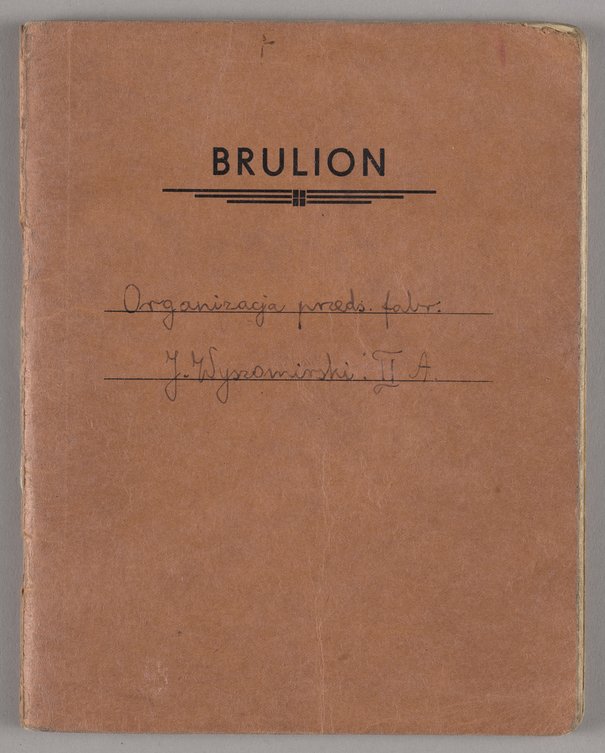 BRULION
Organizacja przeds. fabr:
J. Wyszomirski. II A.